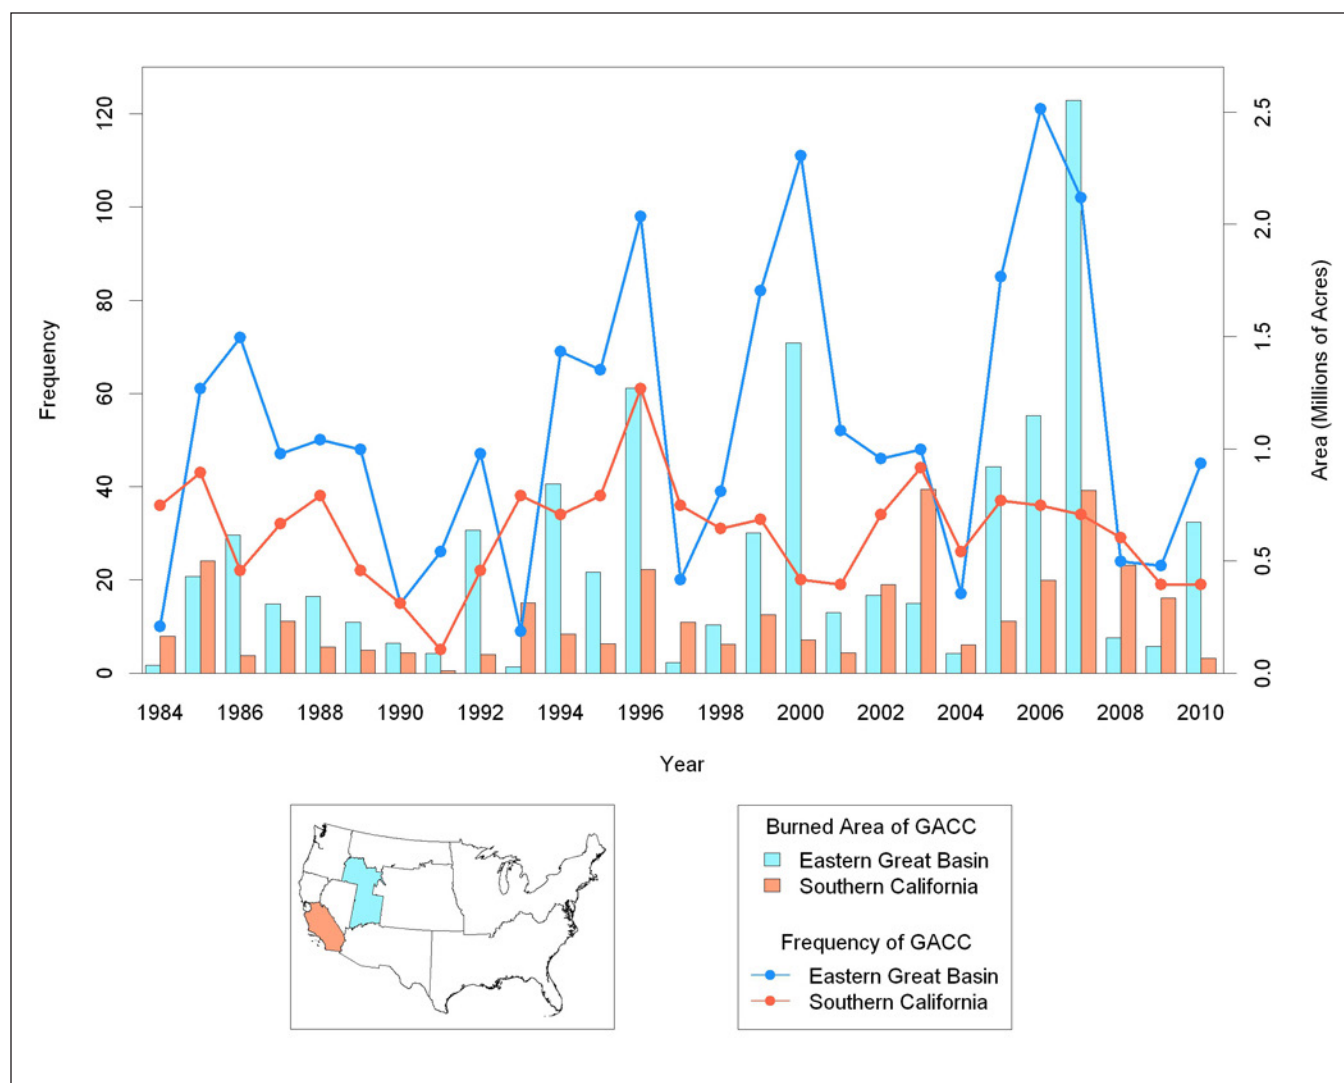 Frequency
0
20
40
60
80
100
120
0.0
0.5
1.0
1.5
2.0
2.5
Area (Millions of Acres)
1984 1986 1988 1990 1992 1994 1996 1998 2000 2002 2004 2006 2008 2010
Year
Burned Area of GACC
Eastern Great Basin
Southern California
Frequency of GACC
Eastern Great Basin
Southern California